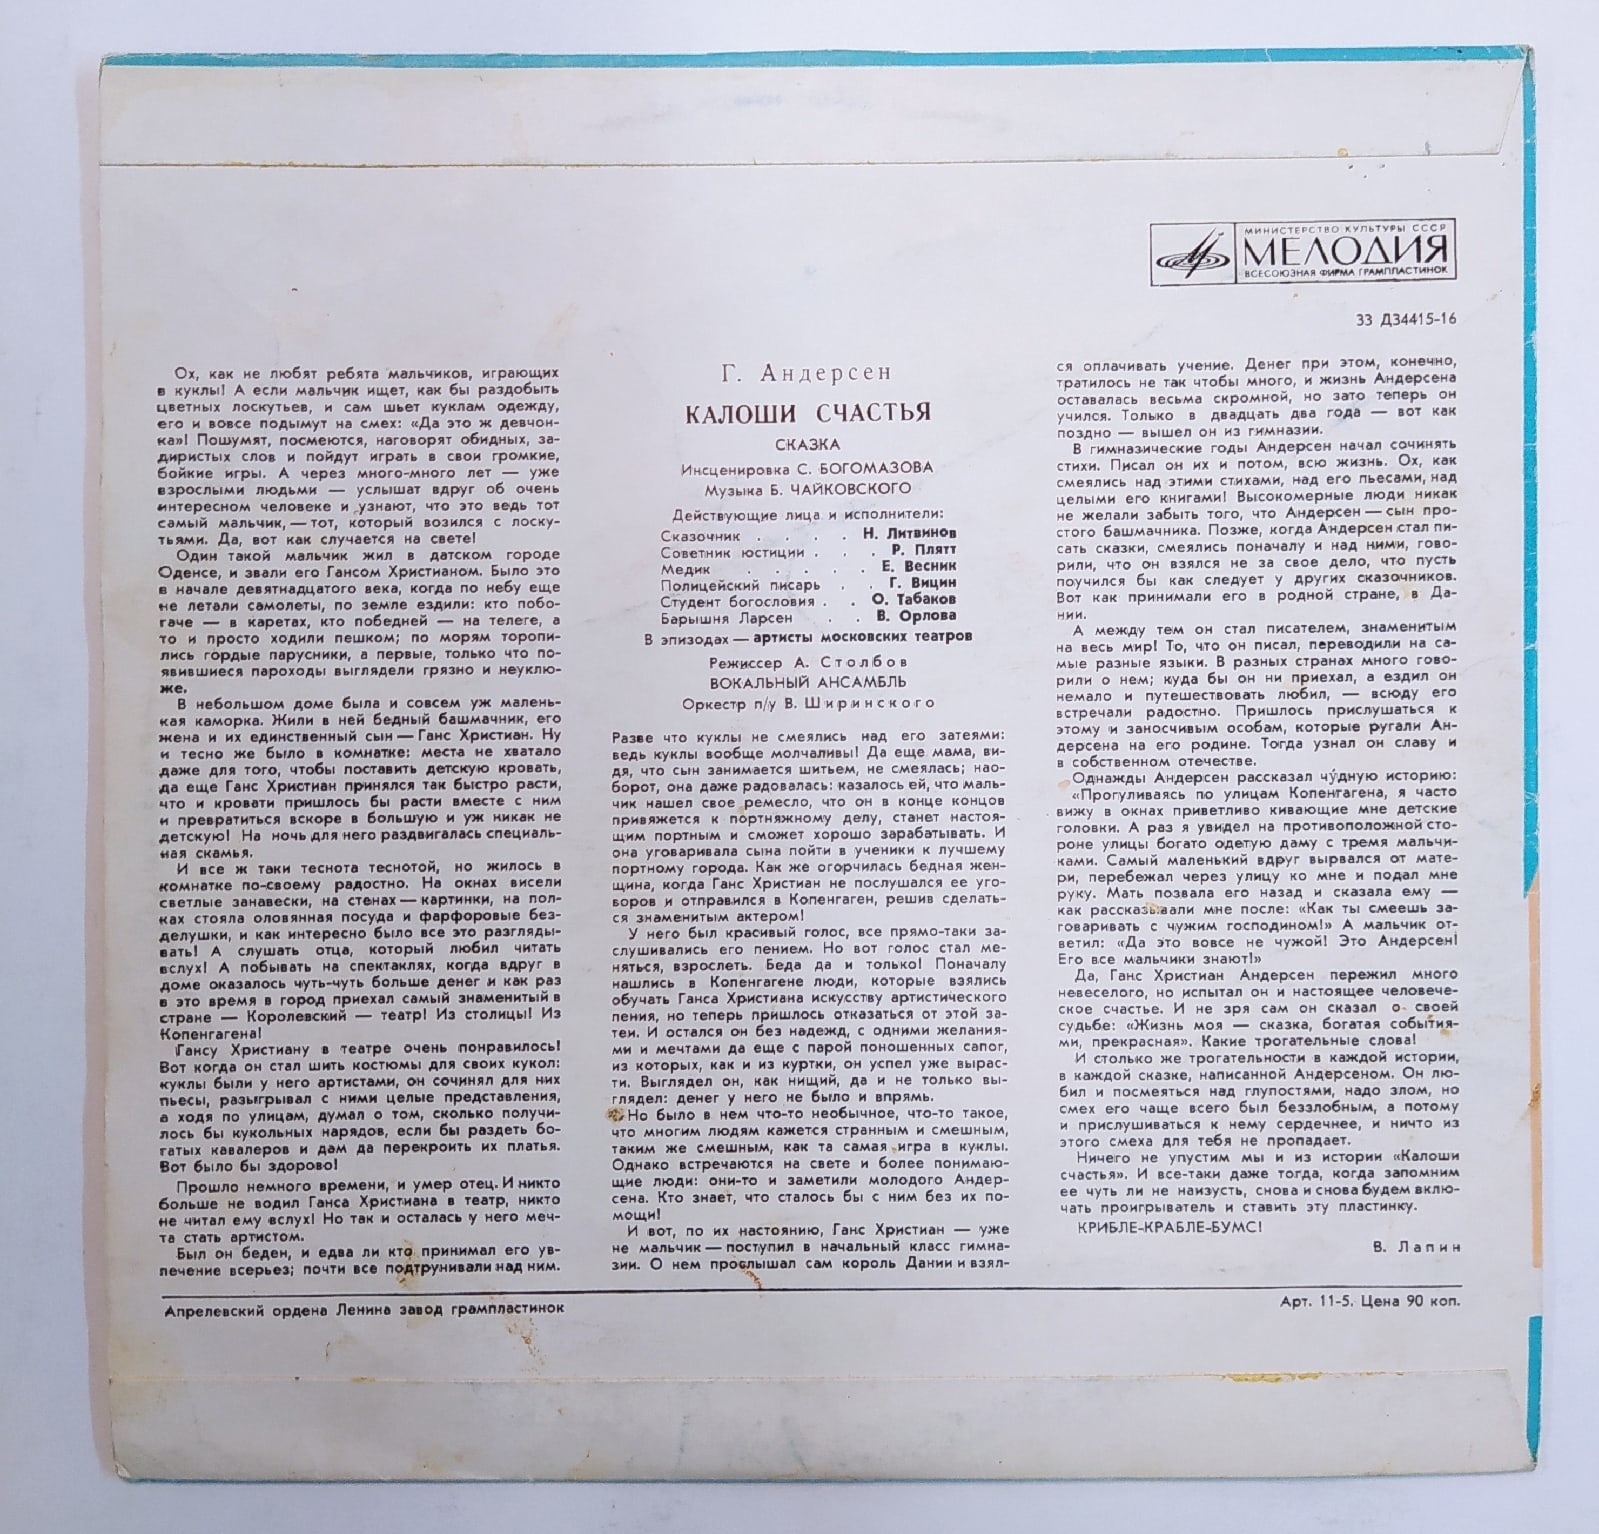 МИНИСТЕРСТВО КУЛЬТУРЫ СССР
МЕЛОДИЯ
ВСЕСОЮЗНАЯ ФИРМА ГРАМПЛАСТИНОК
33 Д34415-16
Ох, как не любят ребята мальчиков, играющих
в куклы! А если мальчик ищет, как бы раздобыть
цветных лоскутьев, и сам шьет куклам одежду,
его и вовсе подымут на смех: «Да это ж девчон-
ка»! Пошумят, посмеются, наговорят обидных, за-
диристых слов и пойдут играть в свои громкие,
бойкие игры. А через много-много лет — уже
взрослыми людьми — услышат вдруг об очень
интересном человеке и узнают, что это ведь тот
самый мальчик, — тот, который возился с лоску-
тьями. Да, вот как случается на свете!
Один такой мальчик жил в датском городе
Оденсе, и звали его Гансом Христианом. Было это
в начале девятнадцатого века, когда по небу еще
не летали самолеты, по земле ездили: кто побо-
гаче — в каретах, кто победней — на телеге, а
то и просто ходили пешком; по морям торопи-
лись гордые парусники, а первые, только что по-
явившиеся пароходы выглядели грязно и неуклю-
же.
В небольшом доме была и совсем уж малень-
кая каморка. Жили в ней бедный башмачник, его
жена и их единственный сын — Ганс Христиан. Ну
и тесно же было в комнатке: места не хватало
даже для того, чтобы поставить детскую кровать,
да еще Ганс Христиан принялся так быстро расти,
что и кровати пришлось бы расти вместе с ним
и превратиться вскоре в большую и уж никак не
детскую! На ночь для него раздвигалась специаль-
ная скамья.
И все ж таки теснота теснотой, но жилось в
комнатке по-своему радостно. На окнах висели
светлые занавески, на стенах — картинки, на пол-
ках стояла оловянная посуда и фарфоровые без-
делушки, и как интересно было все это разгляды-
вать! А слушать отца, который любил читать
вслух! А побывать на спектаклях, когда вдруг в
доме оказалось чуть-чуть больше денег и как раз
в это время в город приехал самый знаменитый в
стране — Королевский — театр! Из столицы! Из
Копенгагена!
Гансу Христиану в театре очень понравилось!
Вот когда он стал шить костюмы для своих кукол:
куклы были у него артистами, он сочинял для них
пьесы, разыгрывал с ними целые представления,
а ходя по улицам, думал о том, сколько получи-
лось бы кукольных нарядов, если бы раздеть бо-
гатых кавалеров и дам да перекроить их платья.
Вот было бы здорово!
Прошло немного времени, и умер отец. И никто
больше не водил Ганса Христиана в театр, никто
не читал ему вслух! Но так и осталась у него меч-
та стать артистом.
Был он беден, и едва ли кто принимал его ув-
лечение всерьез; почти все подтрунивали над ним.
Г. Андерсен
КАЛОШИ СЧАСТЬЯ
СКАЗКА
Инсценировка С. БОГОМАЗОВА
Музыка Б. ЧАЙКОВСКОГО
Действующие лица и исполнители:
Сказочник . . . . Н. Литвинов
Советник юстиции . . . Р. Плятт
Медик . . . . . Е. Весник
Полицейский писарь . . Г. Вицин
Студент богословия . . О. Табаков
Барышня Ларсен . . В. Орлова
В эпизодах — артисты московских театров
Режиссер А. Столбов
ВОКАЛЬНЫЙ АНСАМБЛЬ
Оркестр п/у В. Ширинского
Разве что куклы не смеялись над его затеями:
ведь куклы вообще молчаливы! Да еще мама, ви-
дя, что сын занимается шитьем, не смеялась; нао-
борот, она даже радовалась: казалось ей, что маль-
чик нашел свое ремесло, что он в конце концов
привяжется к портняжному делу, станет настоя-
щим портным и сможет хорошо зарабатывать. И
она уговаривала сына пойти в ученики к лучшему
портному города. Как же огорчилась бедная жен-
щина, когда Ганс Христиан не послушался ее уго-
воров и отправился в Копенгаген, решив сделать-
ся знаменитым актером!
У него был красивый голос, все прямо-таки за-
слушивались его пением. Но вот голос стал ме-
няться, взрослеть. Беда да и только! Поначалу
нашлись в Копенгагене люди, которые взялись
обучать Ганса Христиана искусству артистического
пения, но теперь пришлось отказаться от этой за-
теи. И остался он без надежд, с одними желания-
ми и мечтами да еще с парой поношенных сапог,
из которых, как и из куртки, он успел уже вырас-
ти. Выглядел он, как нищий, да и не только вы-
глядел: денег у него не было и впрямь.
Но было в нем что-то необычное, что-то такое,
что многим людям кажется странным и смешным,
таким же смешным, как та самая игра в куклы.
Однако встречаются на свете и более понимаю-
щие люди: они-то и заметили молодого Андер-
сена. Кто знает, что сталось бы с ним без их по-
мощи!
И вот, по их настоянию, Ганс Христиан — уже
не мальчик — поступил в начальный класс гимна-
зии. О нем прослышал сам король Дании и взял-
ся оплачивать учение. Денег при этом, конечно,
тратилось не так чтобы много, и жизнь Андерсена
оставалась весьма скромной, но зато теперь он
учился. Только в двадцать два года — вот как
поздно — вышел он из гимназии.
В гимназические годы Андерсен начал сочинять
стихи. Писал он их и потом, всю жизнь. Ох, как
смеялись над этими стихами, над его пьесами, над
целыми его книгами! Высокомерные люди никак
не желали забыть того, что Андерсен — сын про-
стого башмачника. Позже, когда Андерсен стал пи-
сать сказки, смеялись поначалу и над ними, гово-
рили, что он взялся не за свое дело, что пусть
поучился бы как следует у других сказочников.
Вот как принимали его в родной стране, в Да-
нии.
А между тем он стал писателем, знаменитым
на весь мир! То, что он писал, переводили на са-
мые разные языки. В разных странах много гово-
рили о нем; куда бы он ни приехал, а ездил он
немало и путешествовать любил, — всюду его
встречали радостно. Пришлось прислушаться к
этому и заносчивым особам, которые ругали Ан-
дерсена на его родине. Тогда узнал он славу и
в собственном отечестве.
Однажды Андерсен рассказал чудную историю:
«Прогуливаясь по улицам Копенгагена, я часто
вижу в окнах приветливо кивающие мне детские
головки. А раз я увидел на противоположной сто-
роне улицы богато одетую даму с тремя мальчи-
ками. Самый маленький вдруг вырвался от мате-
ри, перебежал через улицу ко мне и подал мне
руку. Мать позвала его назад и сказала ему —
как рассказывали мне после: «Как ты смеешь за-
говаривать с чужим господином!» А мальчик от-
ветил: «Да это вовсе не чужой! Это Андерсен!
Его все мальчики знают!»
Да, Ганс Христиан Андерсен пережил много
невеселого, но испытал он и настоящее человече-
ское счастье. И не зря сам он сказал о своей
судьбе: «Жизнь моя — сказка, богатая события-
ми, прекрасная». Какие трогательные слова!
И столько же трогательности в каждой истории,
в каждой сказке, написанной Андерсеном. Он лю-
бил и посмеяться над глупостями, надо злом, но
смех его чаще всего был беззлобным, а потому
и прислушиваться к нему сердечнее, и ничто из
этого смеха для тебя не пропадает.
Ничего не упустим мы и из истории «Калоши
счастья». И все-таки даже тогда, когда запомним
ее чуть ли не наизусть, снова и снова будем вклю-
чать проигрыватель и ставить эту пластинку.
КРИБЛЕ-КРАБЛЕ-БУМС!
В. Лапин
Апрелевский ордена Ленина завод грампластинок
Арт. 11-5. Цена 90 коп.